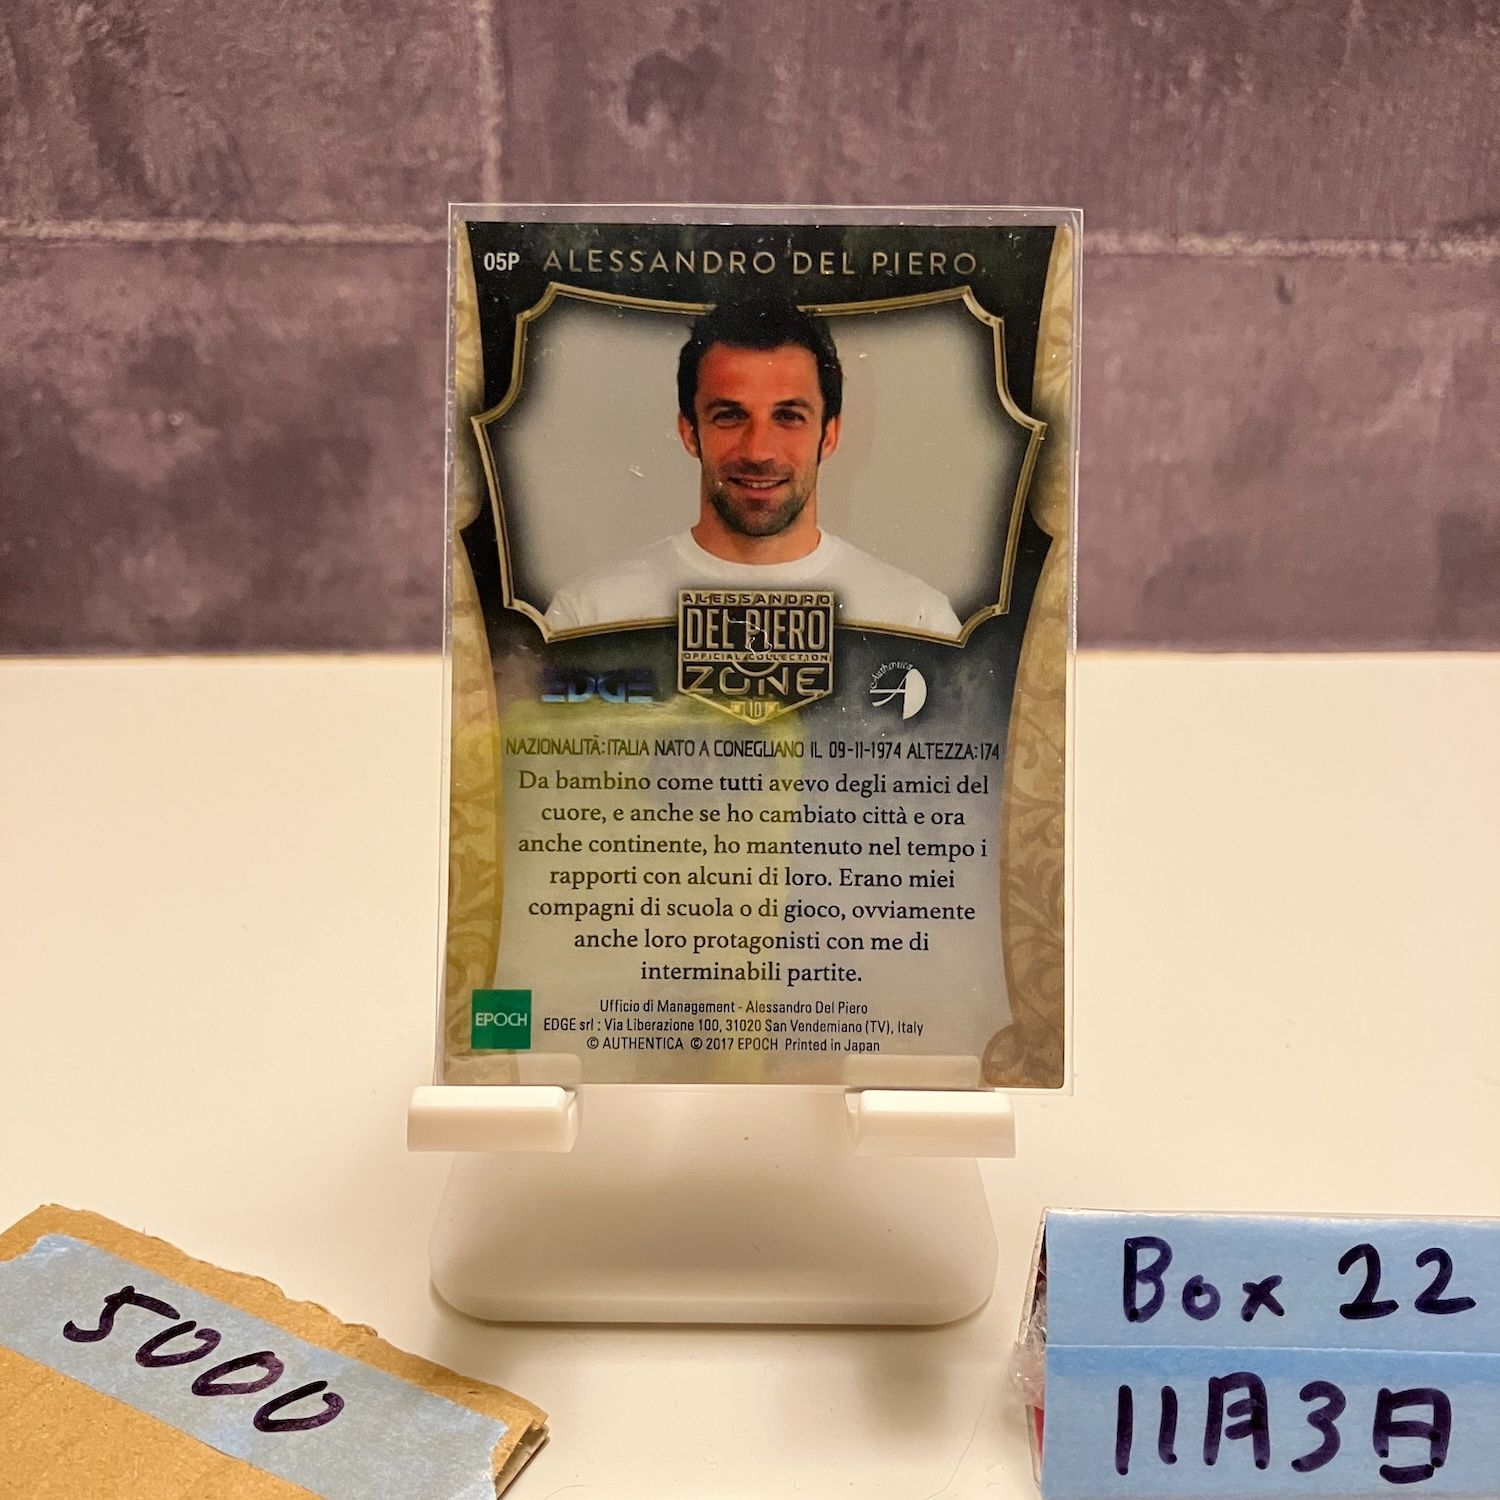 05P ALESSANDRO DEL PIERO
ALESSANDRO
DEL PIERO
OFFICIAL COLLECTION
ZONE
10
EDGE
Authentica
NAZIONALITÀ: ITALIA NATO A CONEGLIANO IL 09-11-1974 ALTEZZA: 174
Da bambino come tutti avevo degli amici del
cuore, e anche se ho cambiato città e ora
anche continente, ho mantenuto nel tempo i
rapporti con alcuni di loro. Erano miei
compagni di scuola o di gioco, ovviamente
anche loro protagonisti con me di
interminabili partite.
EPOCH
Ufficio di Management - Alessandro Del Piero
EDGE srl : Via Liberazione 100, 31020 San Vendemiano (TV), Italy
© AUTHENTICA © 2017 EPOCH Printed in Japan
5000
Box 22
11月3日